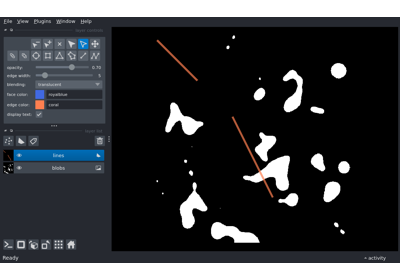 File View Plugins Window Help
opacity: 0.70
edge width: 5
blending: translucent
face color: royalblue
edge color: coral
display text:
lines
blobs
Ready
activity